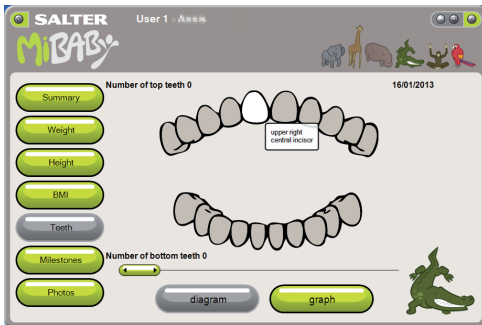 SALTER
User 1 -
MiBABy
Number of top teeth 0
16/01/2013
Summary
Weight
Height
BMI
Teeth
Milestones
Photos
upper right
central incisor
Number of bottom teeth 0
diagram
graph